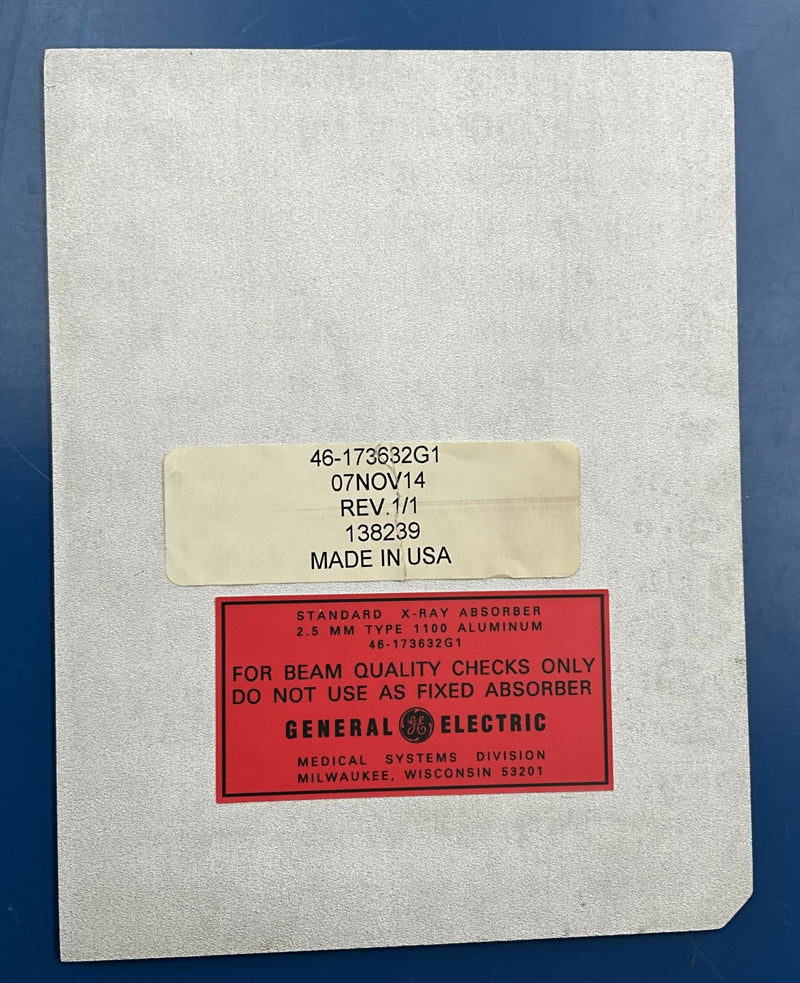 46-173632G1
07NOV14
REV.1/1
138239
MADE IN USA
STANDARD X-RAY ABSORBER
2.5 MM TYPE 1100 ALUMINUM
46-173632G1
FOR BEAM QUALITY CHECKS ONLY
DO NOT USE AS FIXED ABSORBER
GENERAL GE ELECTRIC
MEDICAL SYSTEMS DIVISION
MILWAUKEE, WISCONSIN 53201